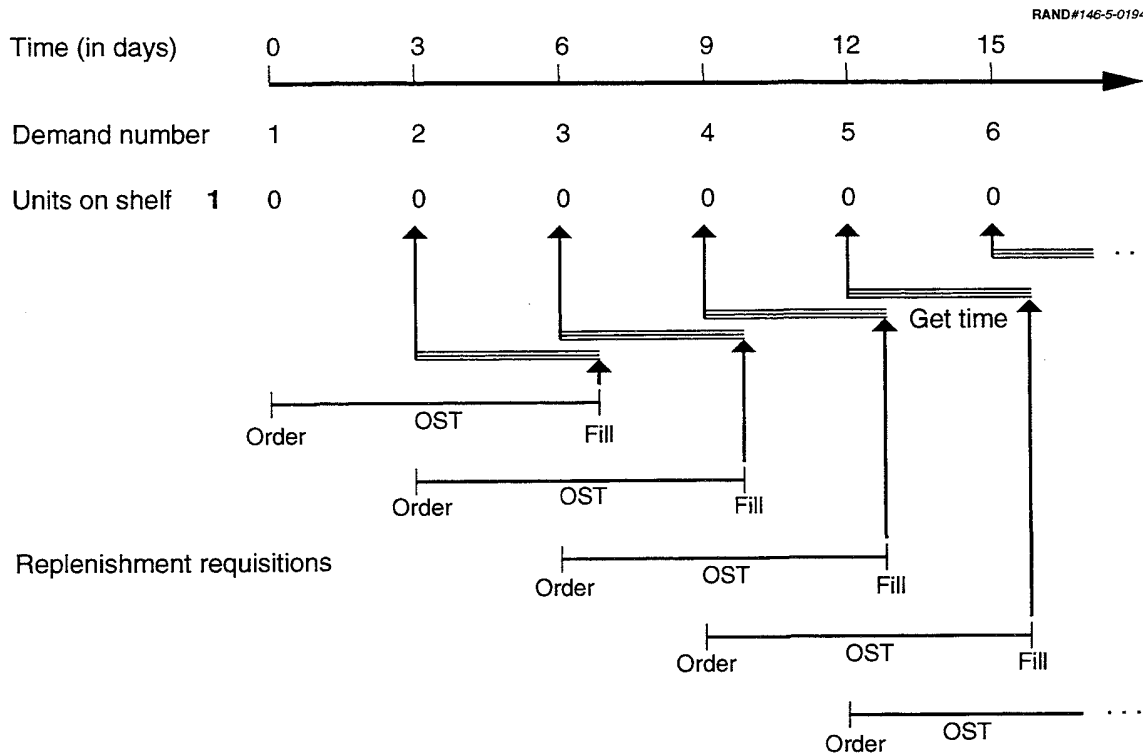 RAND#146-5-0194
Time (in days) 0 3 6 9 12 15
Demand number 1 2 3 4 5 6
Units on shelf 1 0 0 0 0 0 0
. .
Get time
OST
Order Fill
OST
Order Fill
Replenishment requisitions
OST
Order Fill
OST
Order Fill
. . . .
OST
Order